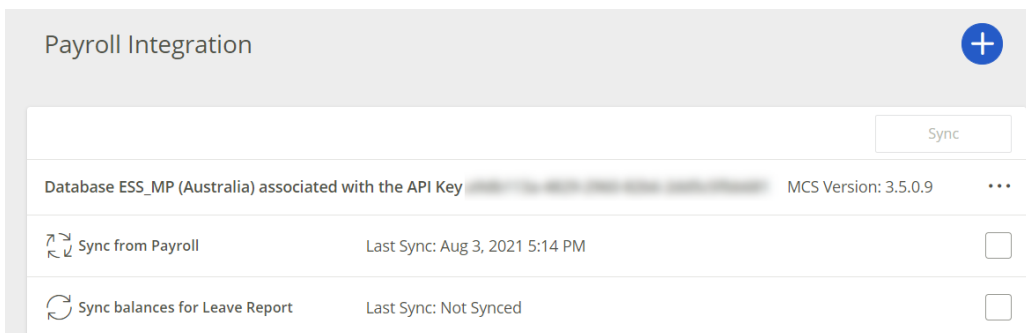 Payroll Integration
Sync
Database ESS_MP (Australia) associated with the API Key MCS Version: 3.5.0.9
Sync from Payroll Last Sync: Aug 3, 2021 5:14 PM
Sync balances for Leave Report Last Sync: Not Synced